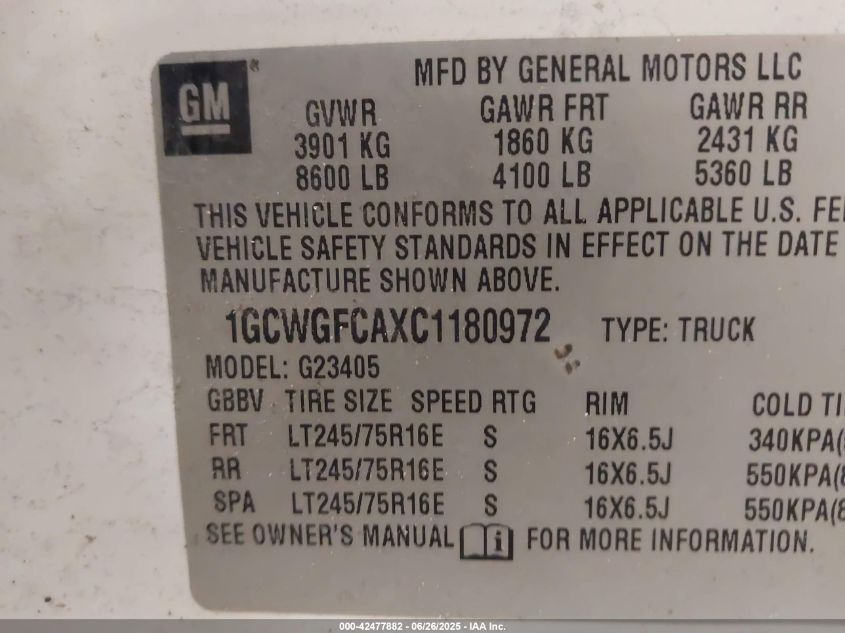 GM® MFD BY GENERAL MOTORS LLC
GVWR GAWR FRT GAWR RR
3901 KG 1860 KG 2431 KG
8600 LB 4100 LB 5360 LB
THIS VEHICLE CONFORMS TO ALL APPLICABLE U.S. FE
VEHICLE SAFETY STANDARDS IN EFFECT ON THE DATE
MANUFACTURE SHOWN ABOVE.
1GCWGFCAXC1180972 TYPE: TRUCK
MODEL: G23405
GBBV TIRE SIZE SPEED RTG RIM COLD TI
FRT LT245/75R16E S 16X6.5J 340KPA(
RR LT245/75R16E S 16X6.5J 550KPA(8
SPA LT245/75R16E S 16X6.5J 550KPA(8
SEE OWNER'S MANUAL i FOR MORE INFORMATION.
000-42477882 - 06/26/2025 - IAA Inc.